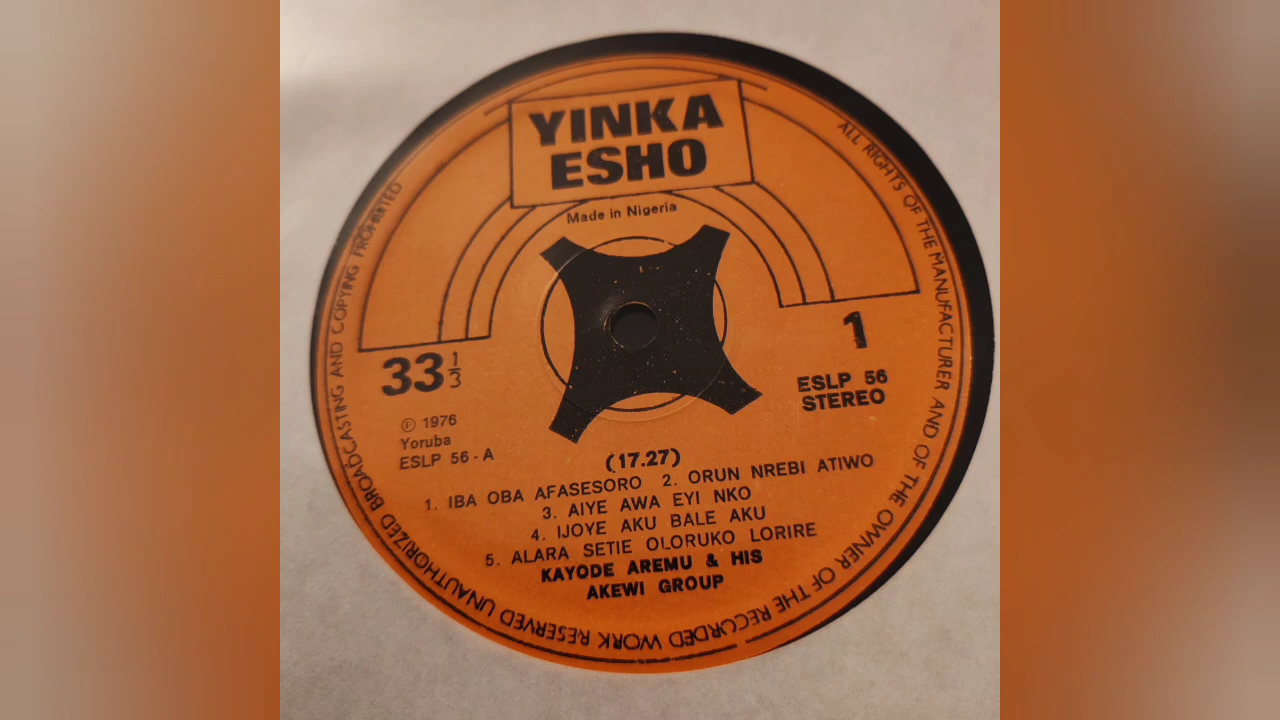 YINKA
ESHO
Made in Nigeria
ALL RIGHTS OF THE MANUFACTURER AND OF THE OWNER OF THE RECORDED WORK RESERVED UNAUTHORIZED BROADCASTING AND COPYING PROHIBITED
33 1/3
1
ESLP 56
STEREO
Ⓟ 1976
Yoruba
ESLP 56 - A
(17.27)
1. IBA OBA AFASESORO 2. ORUN NREBI ATIWO
3. AIYE AWA EYI NKO
4. IJOYE AKU BALE AKU
5. ALARA SETIE OLORUKO LORIRE
KAYODE AREMU & HIS
AKEWI GROUP